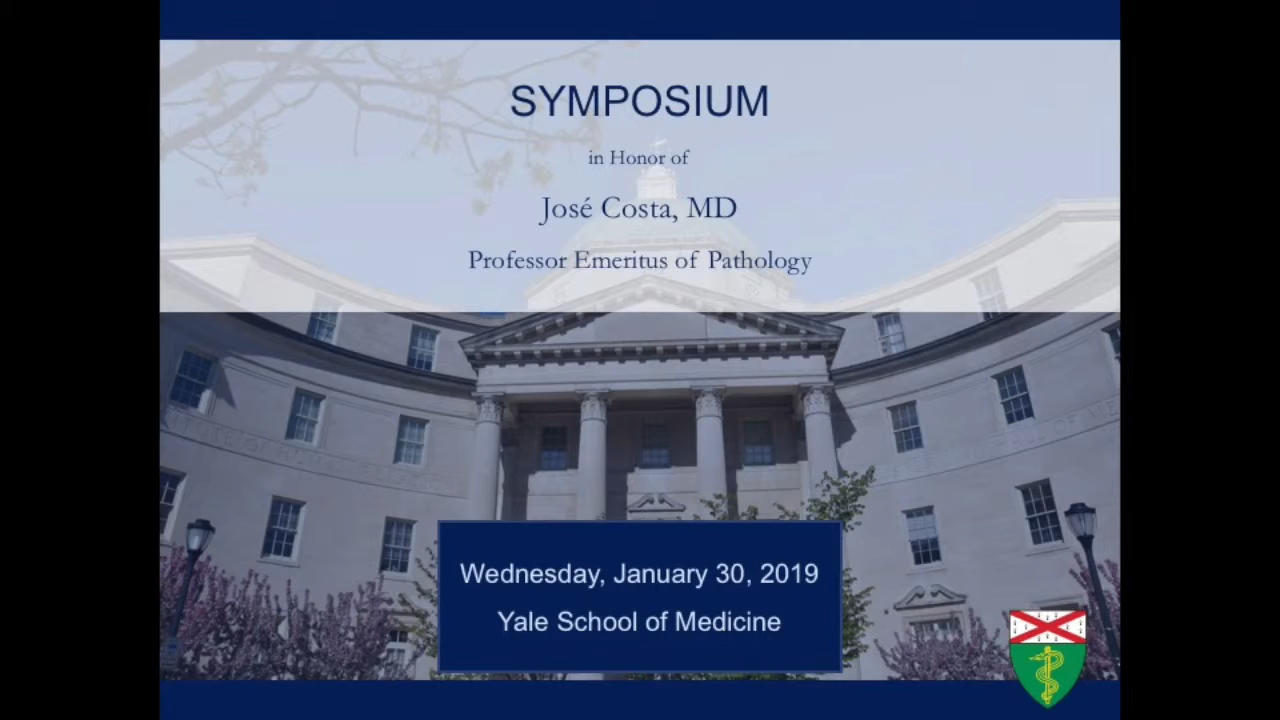 SYMPOSIUM
in Honor of
José Costa, MD
Professor Emeritus of Pathology
Wednesday, January 30, 2019
Yale School of Medicine